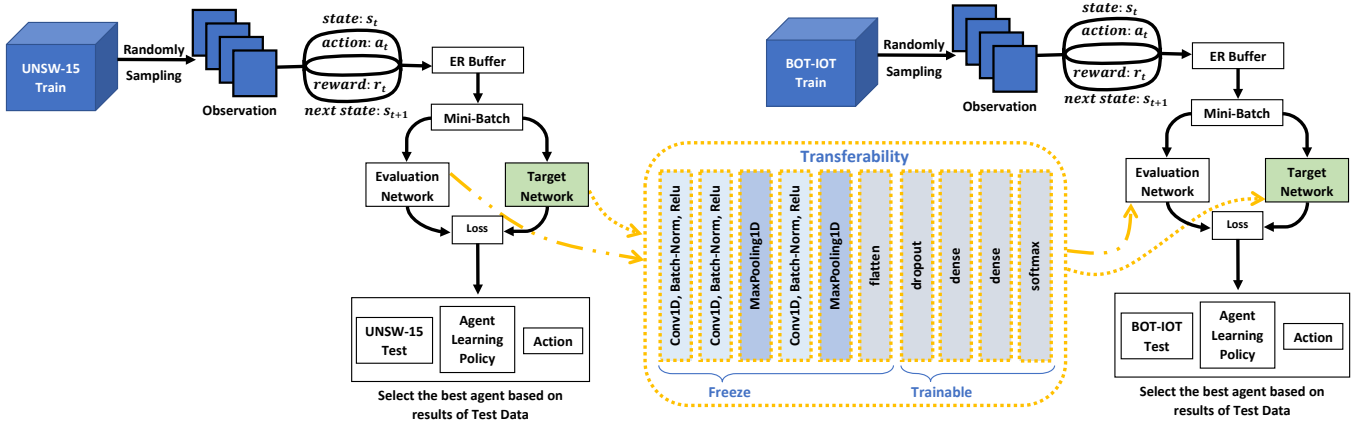 UNSW-15
Train
Randomly
Sampling
Observation
state: s_t
action: a_t
reward: r_t
next state: s_{t+1}
ER Buffer
Mini-Batch
Evaluation
Network
Target
Network
Loss
UNSW-15
Test
Agent
Learning
Policy
Action
Select the best agent based on
results of Test Data
Transferability
Conv1D, Batch-Norm, Relu
Conv1D, Batch-Norm, Relu
MaxPooling1D
Conv1D, Batch-Norm, Relu
MaxPooling1D
flatten
dropout
dense
dense
softmax
Freeze
Trainable
BOT-IOT
Train
Randomly
Sampling
Observation
state: s_t
action: a_t
reward: r_t
next state: s_{t+1}
ER Buffer
Mini-Batch
Evaluation
Network
Target
Network
Loss
BOT-IOT
Test
Agent
Learning
Policy
Action
Select the best agent based on
results of Test Data